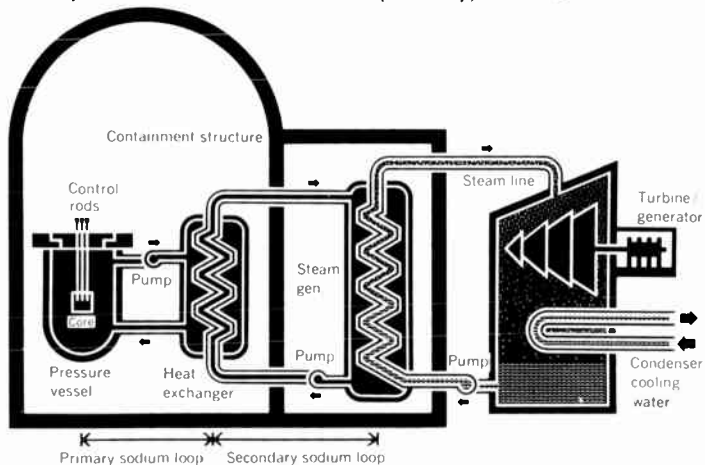 Containment structure
Control
rods
Core
Pump
Pressure
vessel
Heat
exchanger
Steam
gen.
Pump
Steam line
Pump
Turbine/
generator
Condenser
cooling
water
Primary sodium loop
Secondary sodium loop